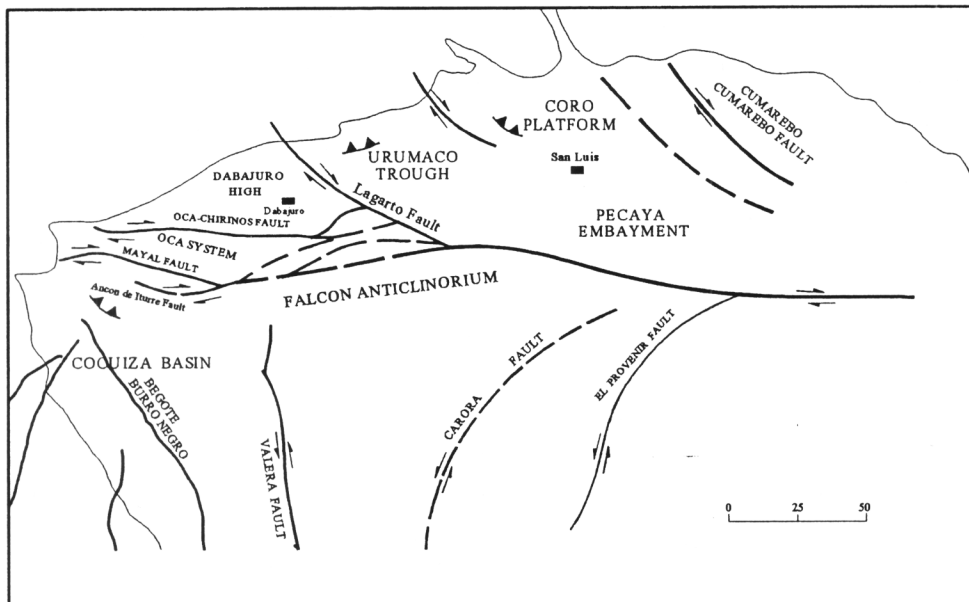 CUMAREBO
CUMAREBO FAULT
CORO
PLATFORM
San Luis
URUMACO
TROUGH
DABAJURO
HIGH
Dabajuro
Lagarto Fault
OCA-CHIRINOS FAULT
OCA SYSTEM
MAYAL FAULT
Ancon de Iturre Fault
PECAYA
EMBAYMENT
FALCON ANTICLINORIUM
COQUIZA BASIN
BEGOTE
BURRO NEGRO
VALERA FAULT
CARORA FAULT
EL PROVENIR FAULT
0 25 50